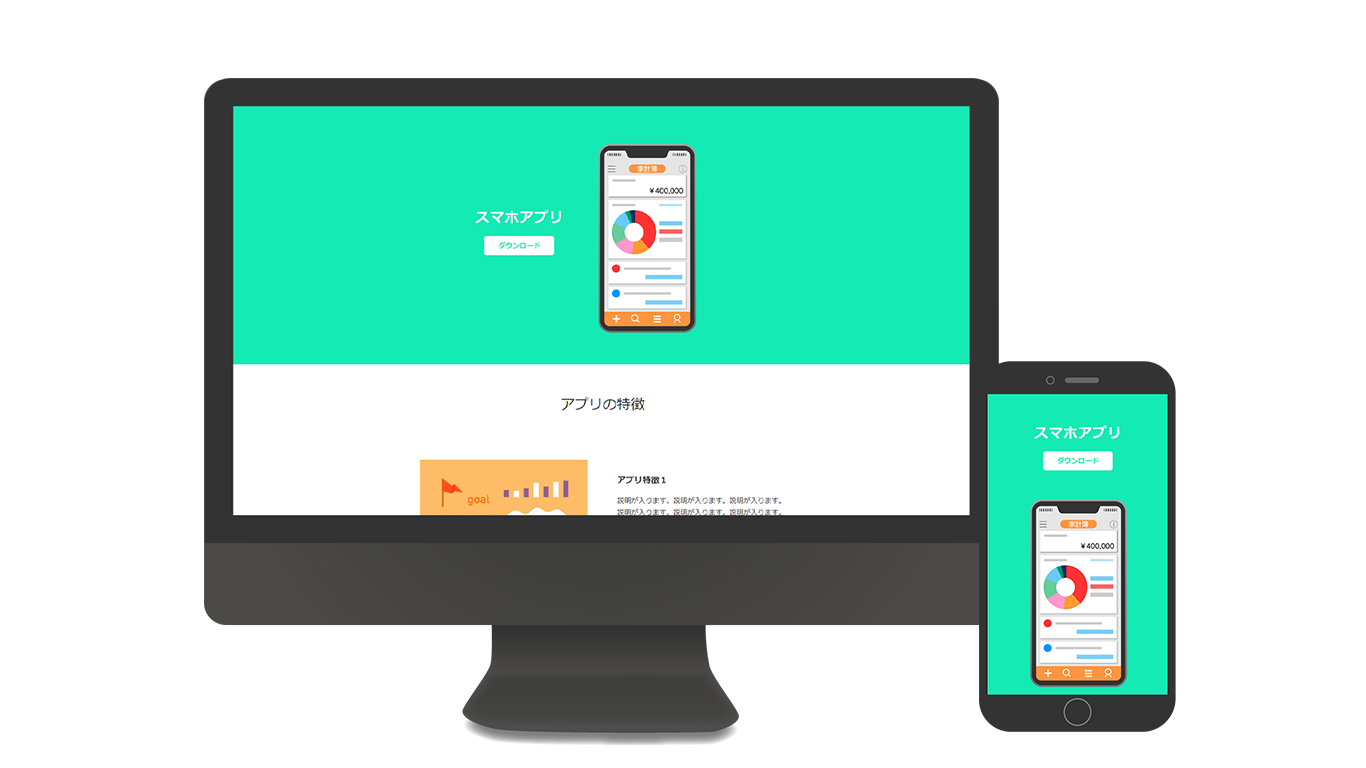 家計簿
¥400,000
スマホアプリ
ダウンロード
アプリの特徴
goal
アプリ特徴1
説明が入ります。説明が入ります。説明が入ります。
説明が入ります。説明が入ります。説明が入ります。
スマホアプリ
ダウンロード
家計簿
¥400,000